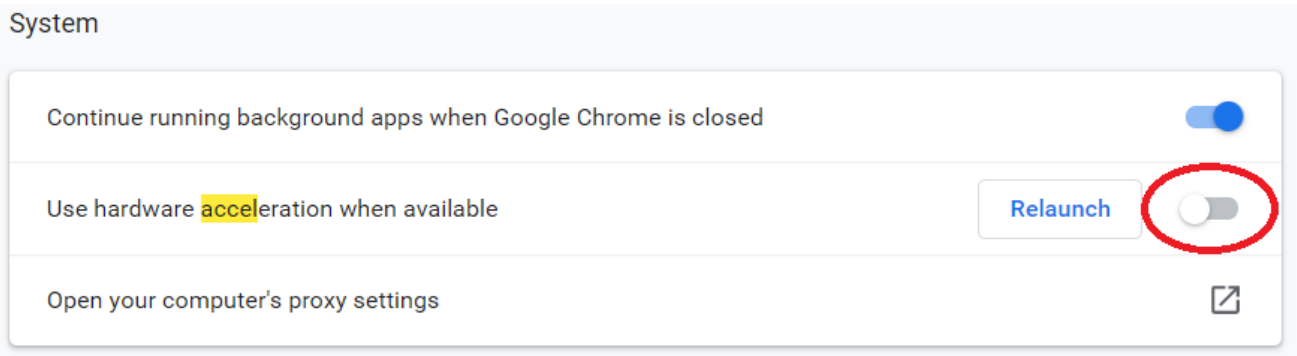 System
Continue running background apps when Google Chrome is closed
Use hardware acceleration when available
Relaunch
Open your computer's proxy settings